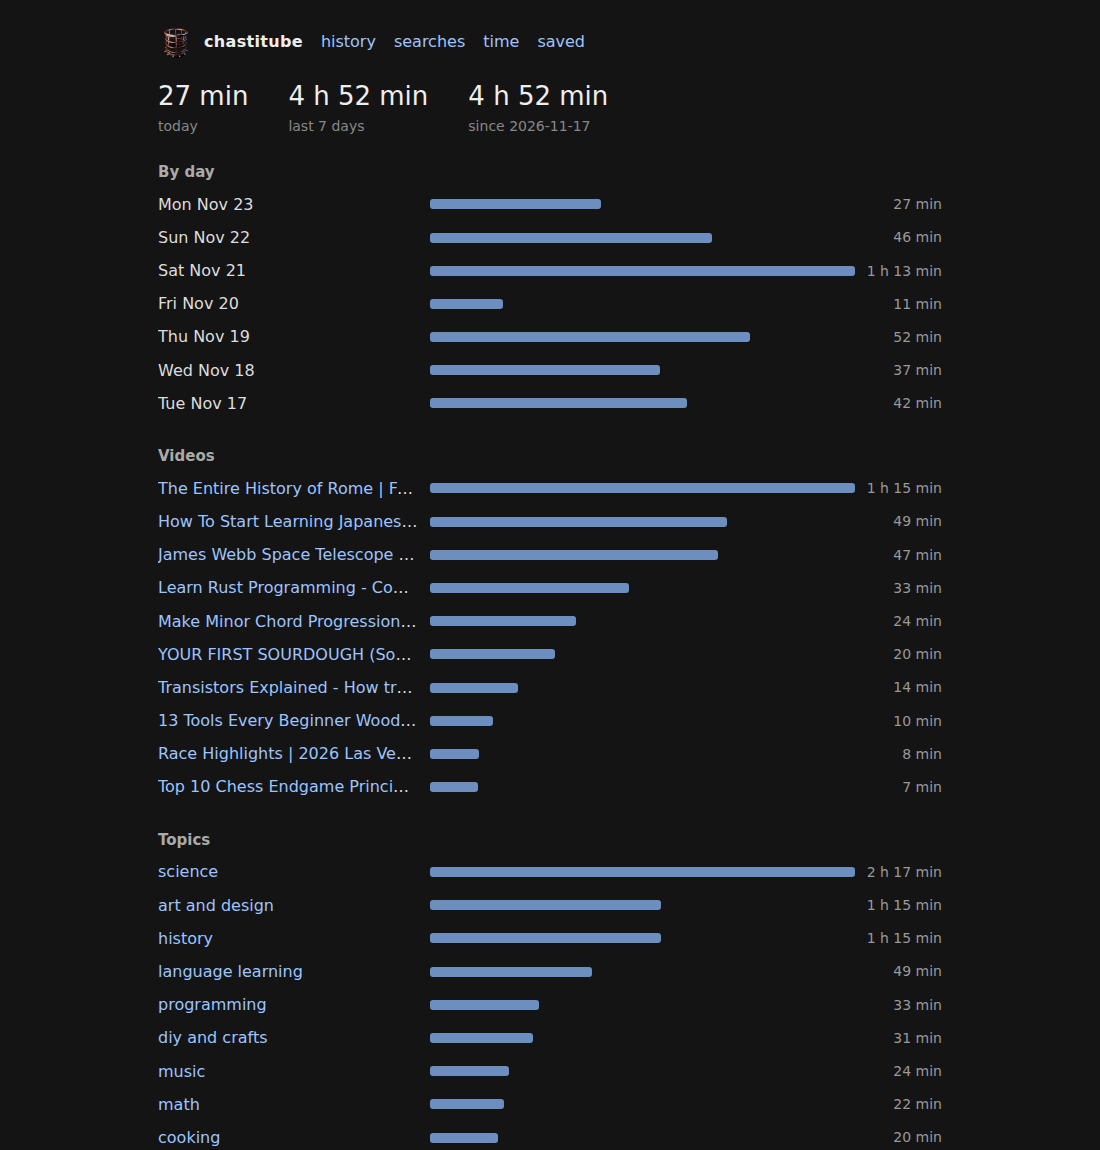 chastitube history searches time saved
27 min 4 h 52 min 4 h 52 min
today last 7 days since 2026-11-17
By day
Mon Nov 23 27 min
Sun Nov 22 46 min
Sat Nov 21 1 h 13 min
Fri Nov 20 11 min
Thu Nov 19 52 min
Wed Nov 18 37 min
Tue Nov 17 42 min
Videos
The Entire History of Rome | F... 1 h 15 min
How To Start Learning Japanes... 49 min
James Webb Space Telescope ... 47 min
Learn Rust Programming - Co... 33 min
Make Minor Chord Progression... 24 min
YOUR FIRST SOURDOUGH (So... 20 min
Transistors Explained - How tr... 14 min
13 Tools Every Beginner Wood... 10 min
Race Highlights | 2026 Las Ve... 8 min
Top 10 Chess Endgame Princi... 7 min
Topics
science 2 h 17 min
art and design 1 h 15 min
history 1 h 15 min
language learning 49 min
programming 33 min
diy and crafts 31 min
music 24 min
math 22 min
cooking 20 min